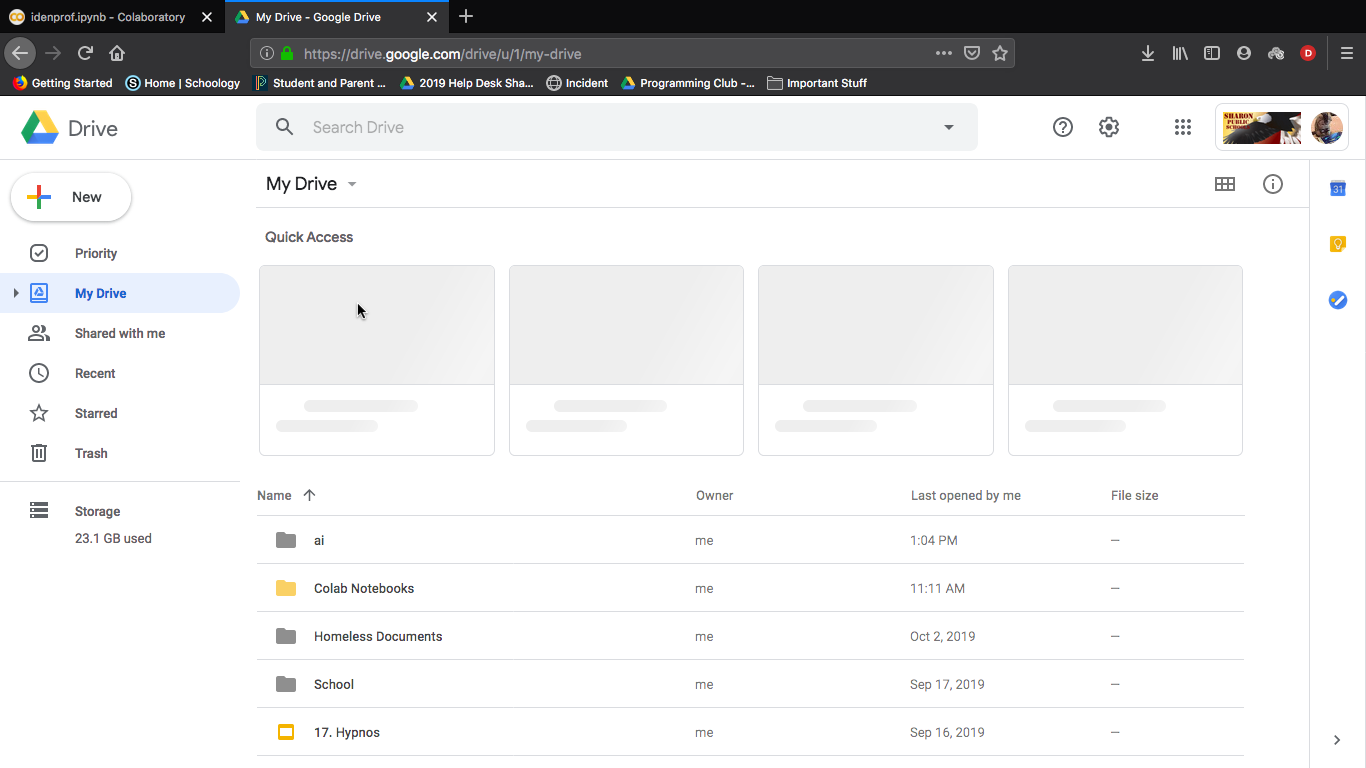 idenprof.ipynb - Colaboratory
My Drive - Google Drive
https://drive.google.com/drive/u/1/my-drive
D
Getting Started
S Home | Schoology
Student and Parent ...
2019 Help Desk Sha...
Incident
Programming Club -...
Important Stuff
Drive
Search Drive
SHARON
PUBLIC
SCHOOLS
New
My Drive
31
Quick Access
Priority
My Drive
Shared with me
Recent
Starred
Trash
Storage
23.1 GB used
Name Owner Last opened by me File size
ai me 1:04 PM —
Colab Notebooks me 11:11 AM —
Homeless Documents me Oct 2, 2019 —
School me Sep 17, 2019 —
17. Hypnos me Sep 16, 2019 —